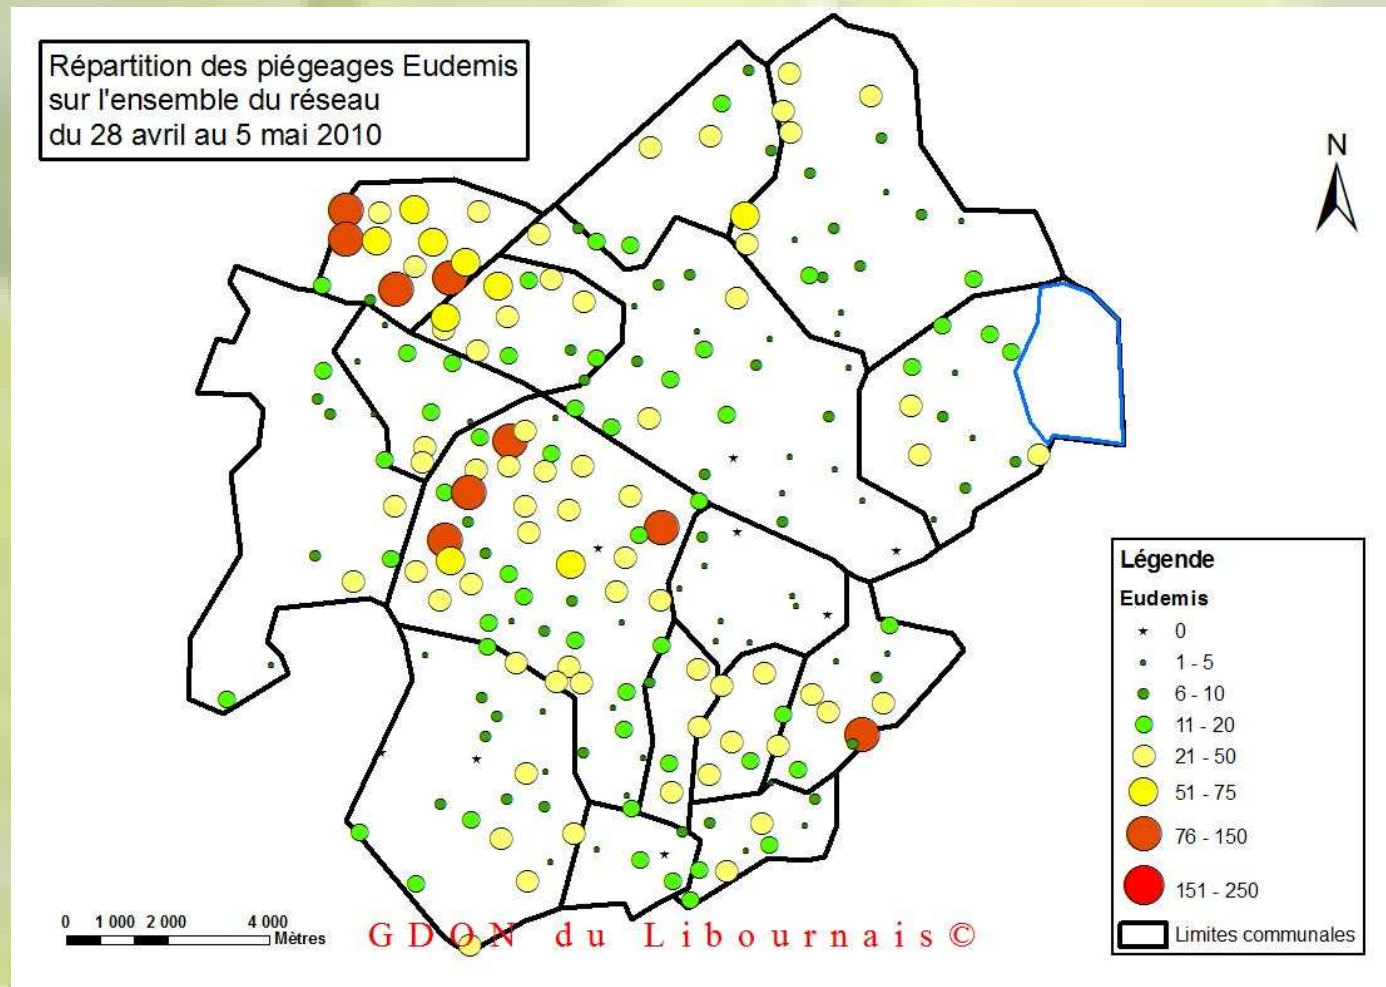 Répartition des piégeages Eudemis
sur l'ensemble du réseau
du 28 avril au 5 mai 2010
N
Légende
Eudemis
0
1 - 5
6 - 10
11 - 20
21 - 50
51 - 75
76 - 150
151 - 250
Limites communales
0 1 000 2 000 4 000
Mètres
GDON du Libournais©